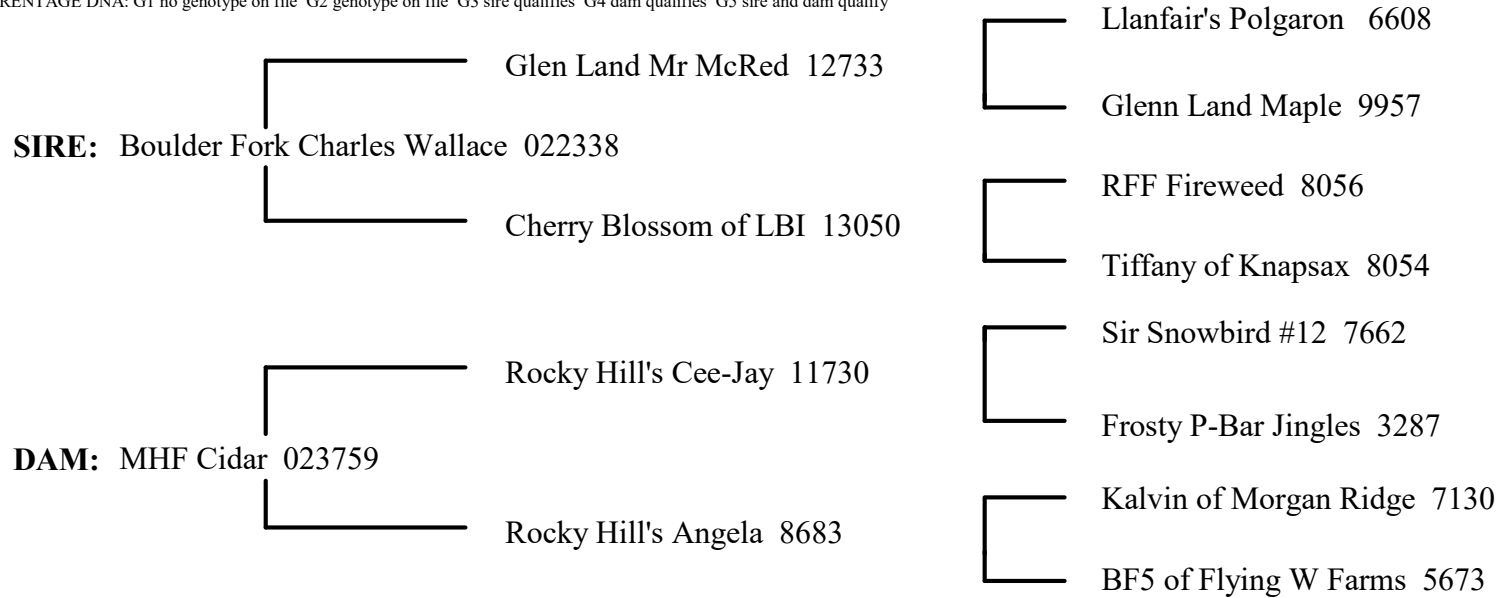 PARENTAGE DNA: G1 no genotype on file G2 genotype on file G3 sire qualifies G4 dam qualifies G5 sire and dam qualify
Llanfair's Polgaron 6608
Glen Land Mr McRed 12733
Glenn Land Maple 9957
SIRE: Boulder Fork Charles Wallace 022338
RFF Fireweed 8056
Cherry Blossom of LBI 13050
Tiffany of Knapsax 8054
Sir Snowbird #12 7662
Rocky Hill's Cee-Jay 11730
Frosty P-Bar Jingles 3287
DAM: MHF Cidar 023759
Kalvin of Morgan Ridge 7130
Rocky Hill's Angela 8683
BF5 of Flying W Farms 5673